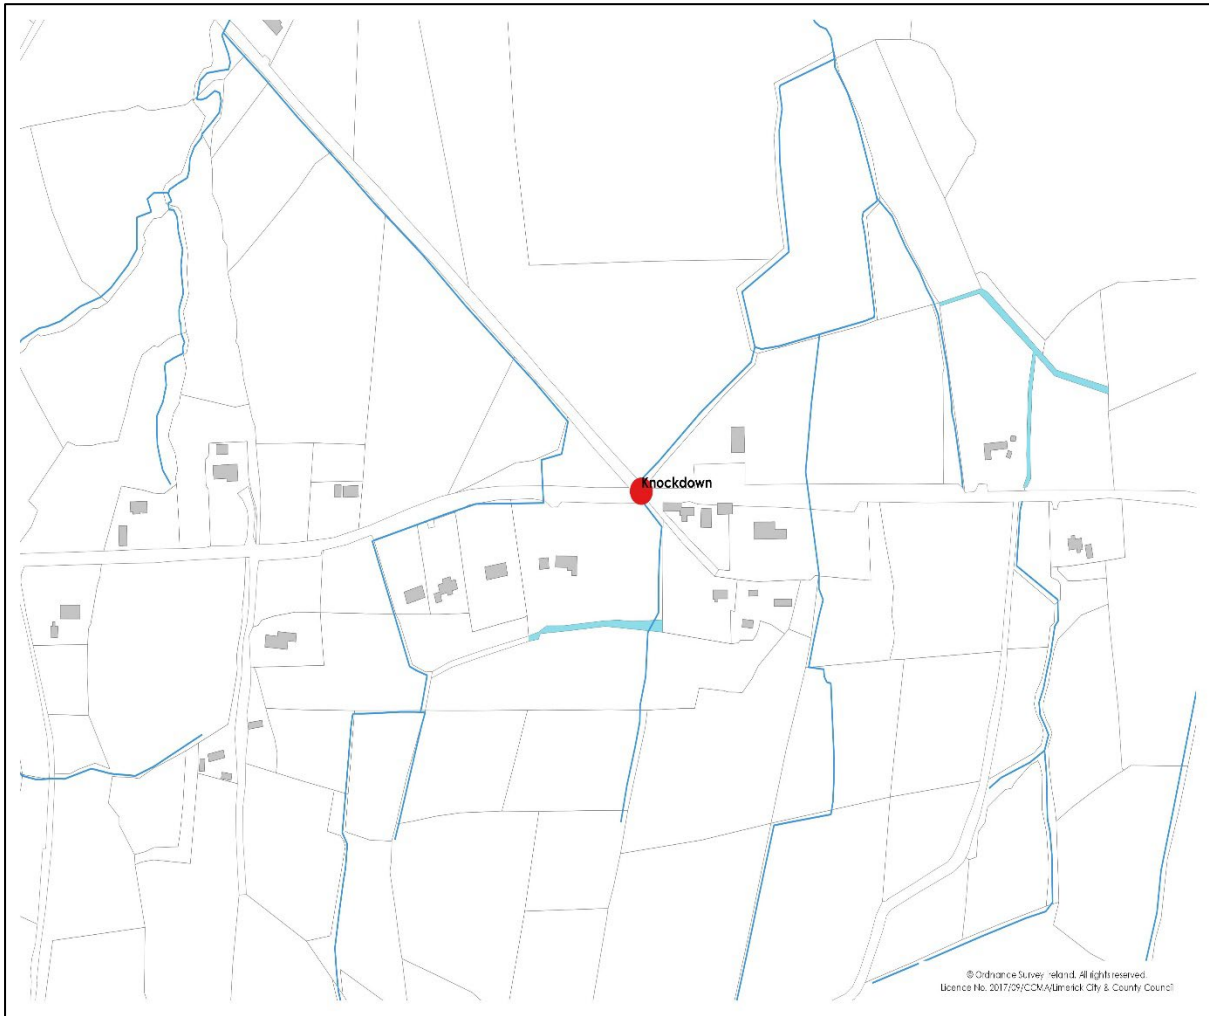 Knockdown
© Ordnance Survey Ireland. All rights reserved.
Licence No. 2017/09/CCMA/Limerick City & County Council